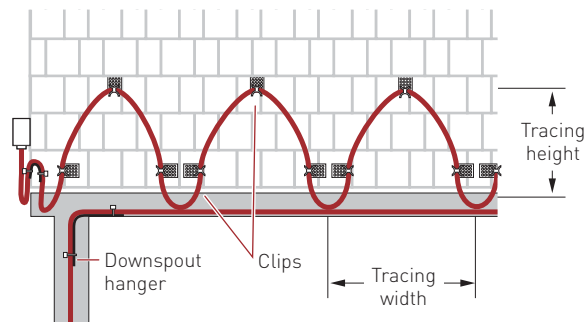 Tracing
height
Downspout
hanger
Clips
Tracing
width